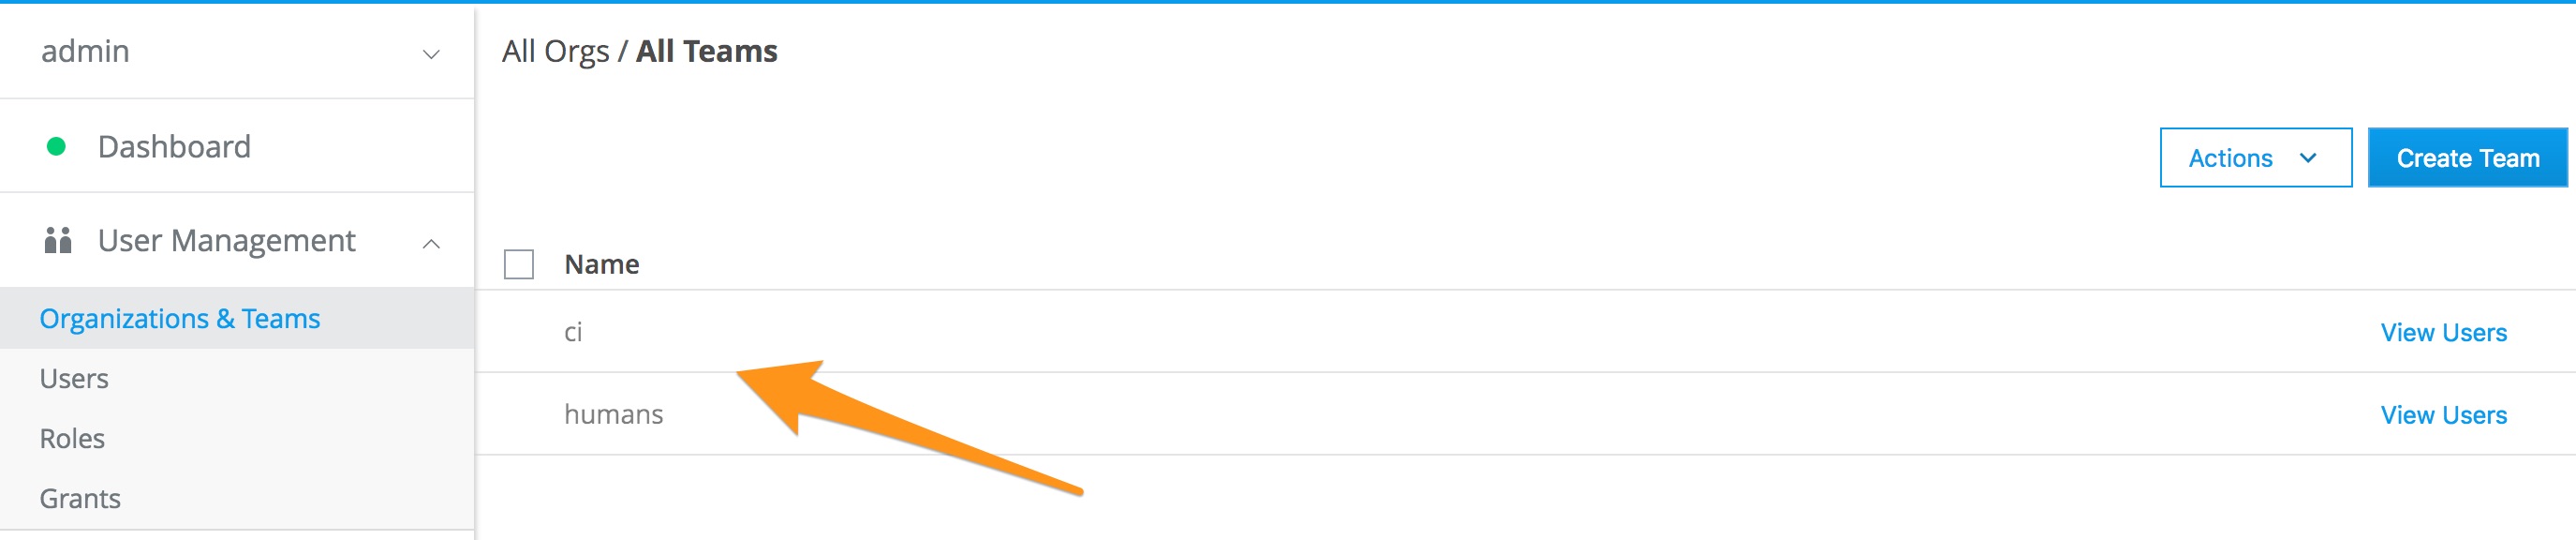 admin
All Orgs / All Teams
Dashboard
Actions
Create Team
User Management
Name
Organizations & Teams
ci
View Users
Users
humans
View Users
Roles
Grants